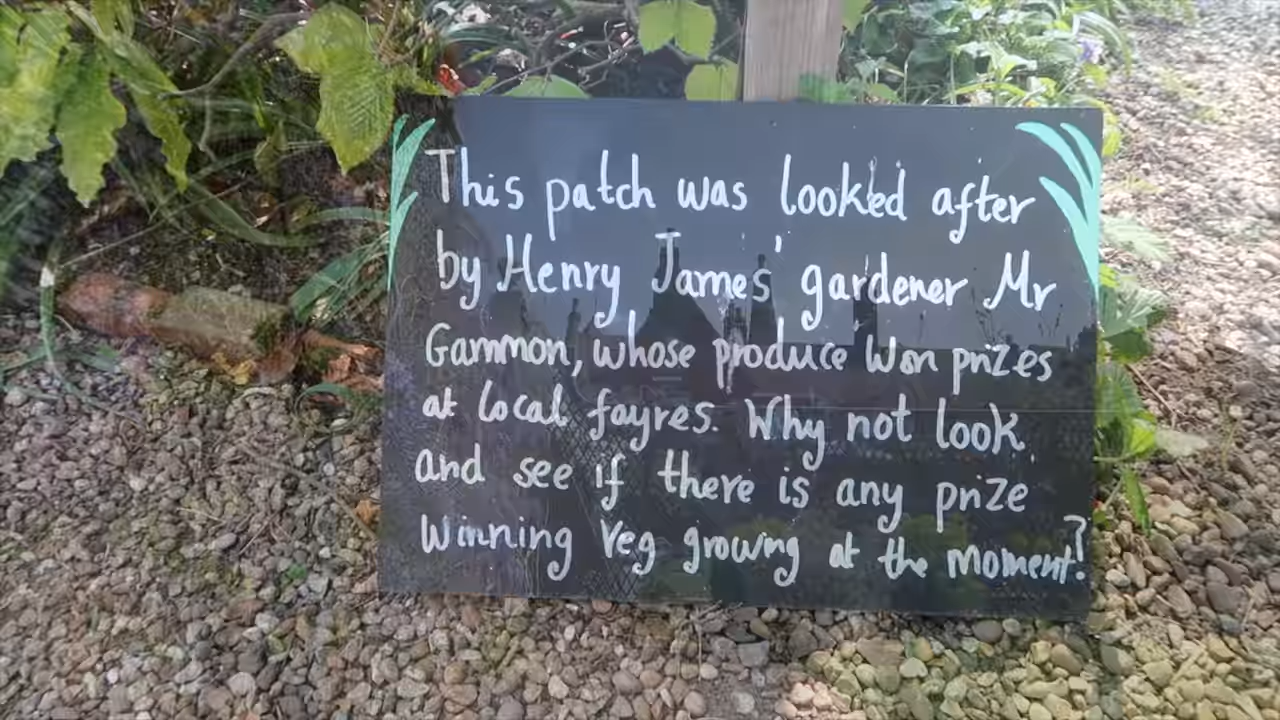 This patch was looked after
by Henry James' gardener Mr
Gammon, whose produce won prizes
at local fayres. Why not look
and see if there is any prize
winning veg growing at the moment?